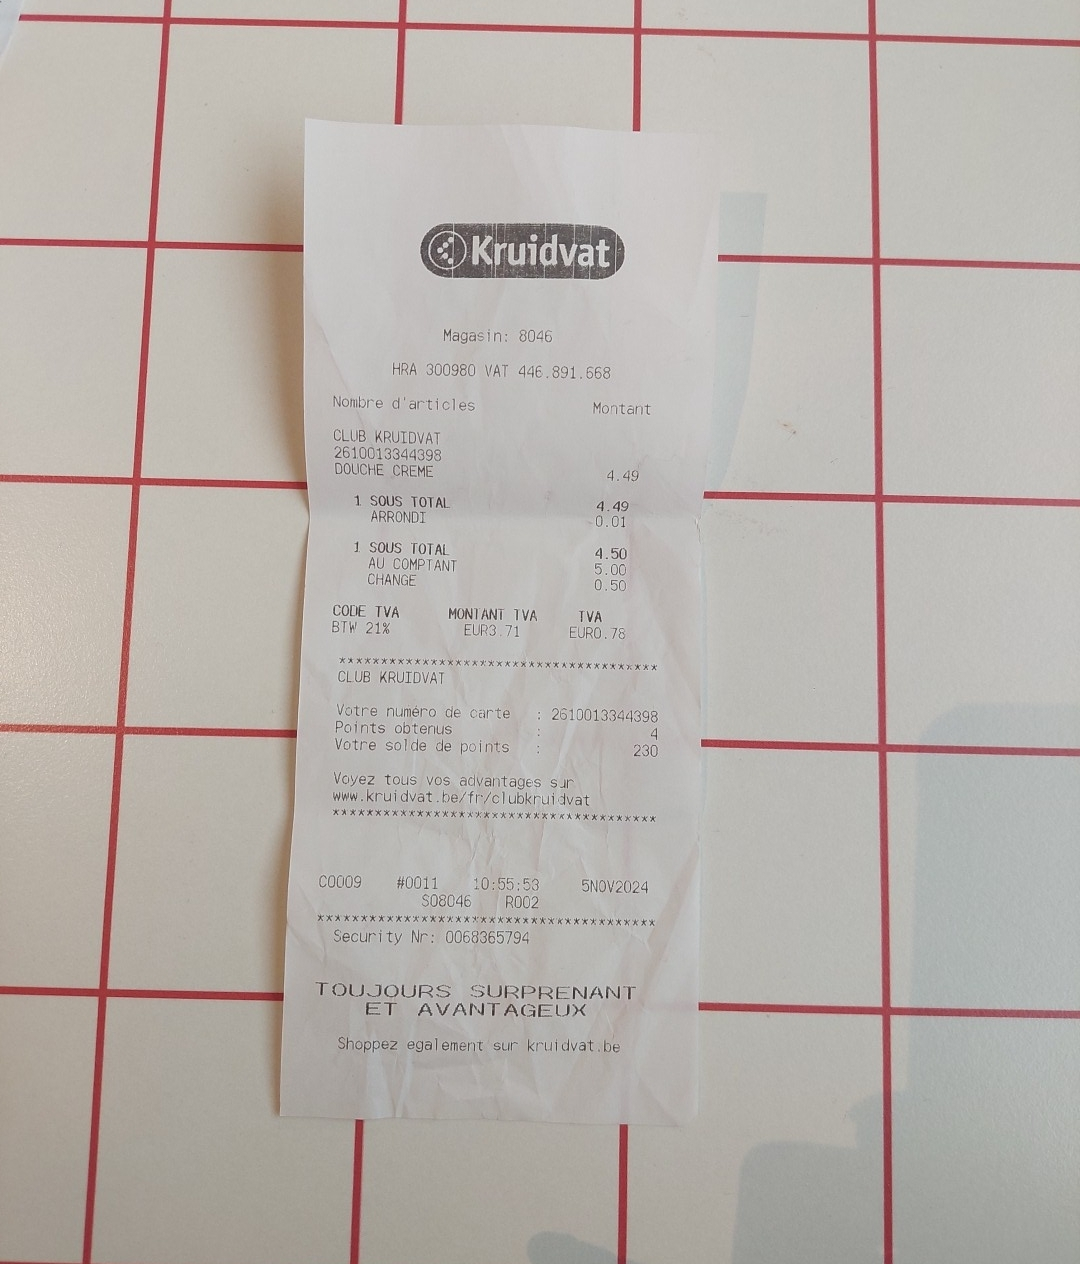 Kruidvat
Magasin: 8046
HRA 300980 VAT 446.891.668
Nombre d'articles Montant
CLUB KRUIDVAT
2610013344398
DOUCHE CREME 4.49
1 SOUS TOTAL 4.49
ARRONDI -0.01
1 SOUS TOTAL 4.50
AU COMPTANT 5.00
CHANGE 0.50
CODE TVA MONTANT TVA TVA
BTW 21% EUR3.71 EUR0.78
***************************************
CLUB KRUIDVAT
Votre numéro de carte : 2610013344398
Points obtenus : 4
Votre solde de points : 230
Voyez tous vos advantages sur
www.kruidvat.be/fr/clubkruidvat
***************************************
C0009 #0011 10:55:53 5NOV2024
S08046 R002
*****************************************
Security Nr: 0068365794
TOUJOURS SURPRENANT
ET AVANTAGEUX
Shoppez egalement sur kruidvat.be